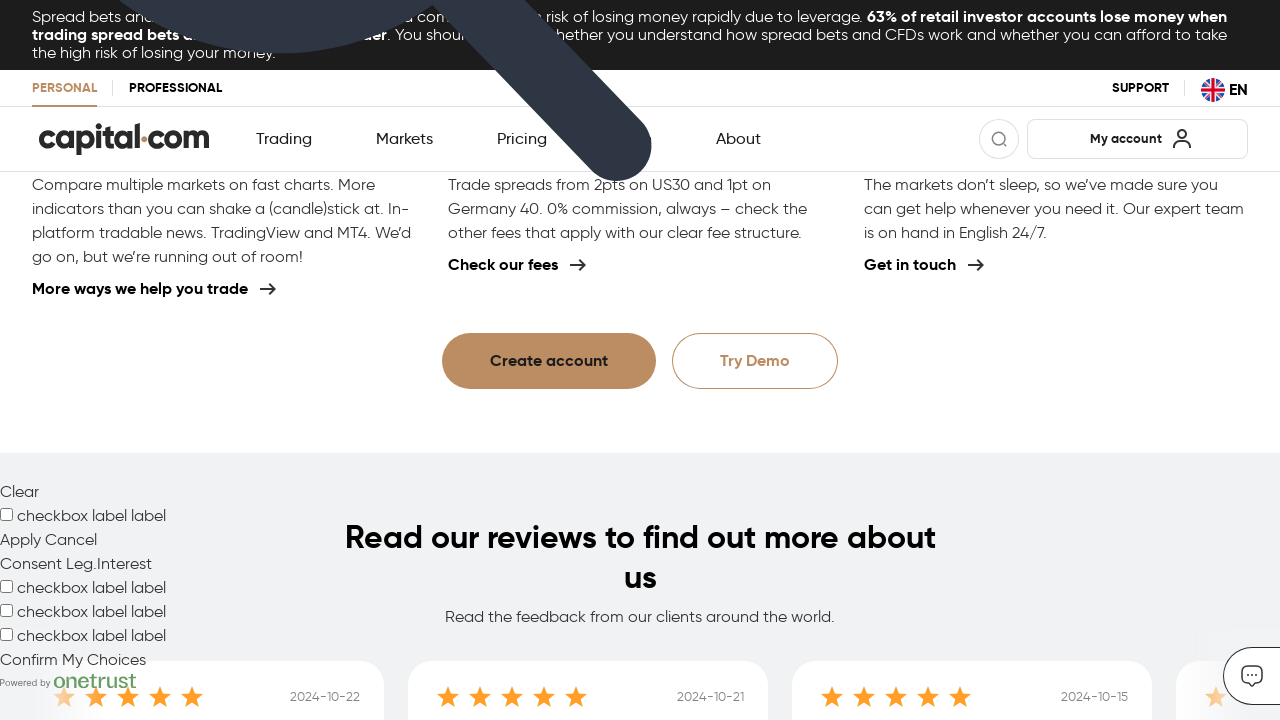 Spread bets and
risk of losing money rapidly due to leverage. 63% of retail investor accounts lose money when
trading spread bets
. You should
whether you understand how spread bets and CFDs work and whether you can afford to take
the high risk of losing your money.
PERSONAL
PROFESSIONAL
SUPPORT
EN
capital.com
Trading
Markets
Pricing
About
My account
Compare multiple markets on fast charts. More
indicators than you can shake a (candle)stick at. In-
platform tradable news. TradingView and MT4. We’d
go on, but we’re running out of room!
More ways we help you trade
Trade spreads from 2pts on US30 and 1pt on
Germany 40. 0% commission, always – check the
other fees that apply with our clear fee structure.
Check our fees
The markets don’t sleep, so we’ve made sure you
can get help whenever you need it. Our expert team
is on hand in English 24/7.
Get in touch
Create account
Try Demo
Clear
checkbox label label
Apply Cancel
Consent Leg.Interest
checkbox label label
checkbox label label
checkbox label label
Confirm My Choices
Powered by onetrust
Read our reviews to find out more about
us
Read the feedback from our clients around the world.
2024-10-22
2024-10-21
2024-10-15